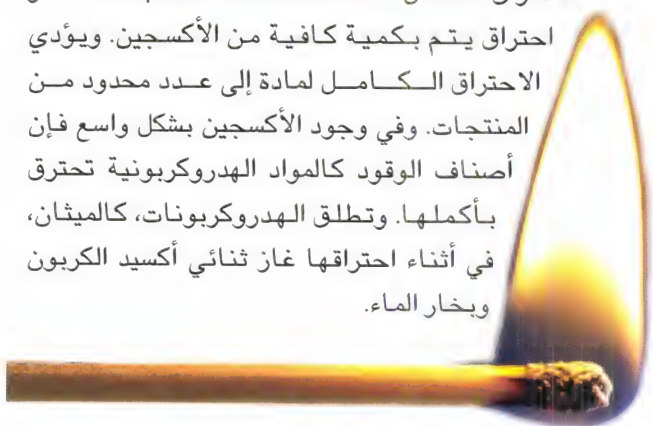 احتراق يتم بكمية كافية من الأكسجين. ويؤدي
الاحتراق الكامل لمادة إلى عدد محدود من
المنتجات. وفي وجود الأكسجين بشكل واسع فإن
أصناف الوقود كالمواد الهدروكربونية تحترق
بأكملها. وتطلق الهدروكربونات، كالميثان،
في أثناء احتراقها غاز ثنائي أكسيد الكربون
وبخار الماء.